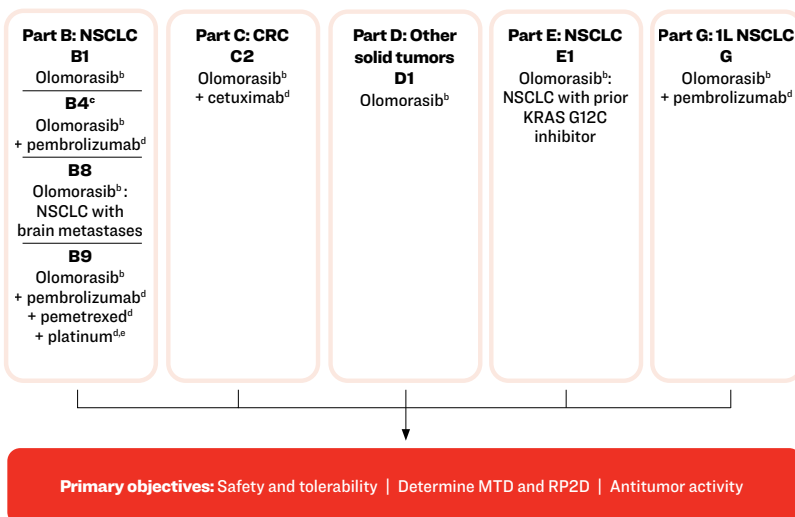 Part B: NSCLC
B1
Olomorasibᵇ
B4ᶜ
Olomorasibᵇ
+ pembrolizumabᵈ
B8
Olomorasibᵇ:
NSCLC with
brain metastases
B9
Olomorasibᵇ
+ pembrolizumabᵈ
+ pemetrexedᵈ
+ platinumᵈ,ᵉ
Part C: CRC
C2
Olomorasibᵇ
+ cetuximabᵈ
Part D: Other
solid tumors
D1
Olomorasibᵇ
Part E: NSCLC
E1
Olomorasibᵇ:
NSCLC with prior
KRAS G12C
inhibitor
Part G: 1L NSCLC
G
Olomorasibᵇ
+ pembrolizumabᵈ
Primary objectives: Safety and tolerability | Determine MTD and RP2D | Antitumor activity